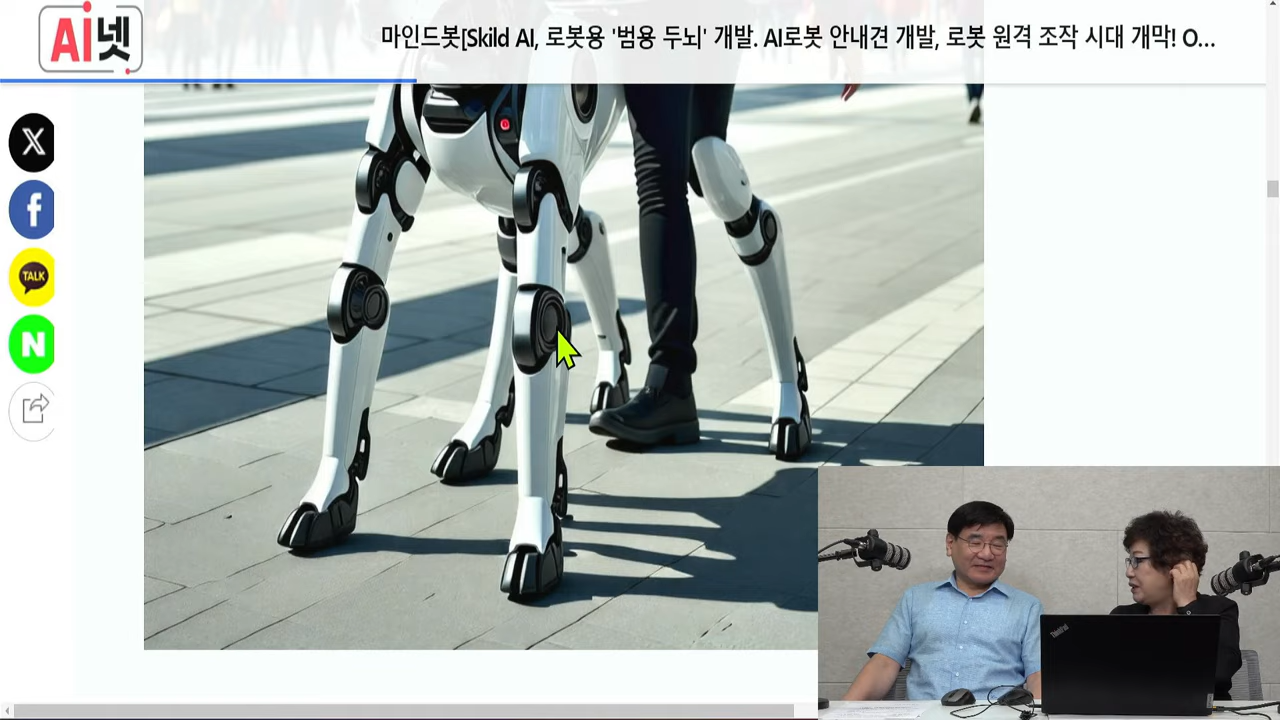 Ai넷
마인드봇[Skild AI, 로봇용 '범용 두뇌' 개발. AI로봇 안내견 개발, 로봇 원격 조작 시대 개막! O...
X
f
TALK
N
ThinkPad